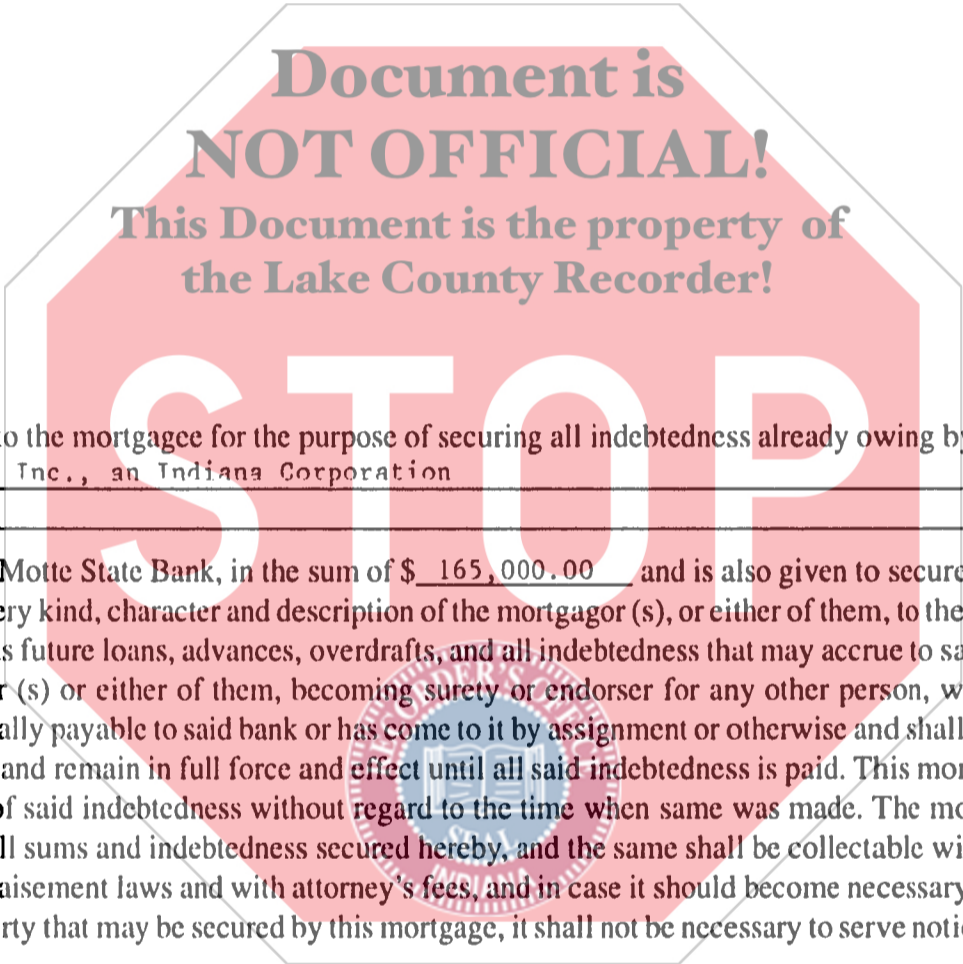 Document is
NOT OFFICIAL!
This Document is the property of
the Lake County Recorder!
STOP
o the mortgagee for the purpose of securing all indebtedness already owing by
Inc., an Indiana Corporation
Motte State Bank, in the sum of $ 165,000.00 and is also given to secure
ery kind, character and description of the mortgagor (s), or either of them, to the
s future loans, advances, overdrafts, and all indebtedness that may accrue to sa
r (s) or either of them, becoming surety or endorser for any other person, w
ally payable to said bank or has come to it by assignment or otherwise and shall
and remain in full force and effect until all said indebtedness is paid. This mor
of said indebtedness without regard to the time when same was made. The mo
ll sums and indebtedness secured hereby, and the same shall be collectable wi
aisement laws and with attorney's fees, and in case it should become necessary
rty that may be secured by this mortgage, it shall not be necessary to serve noti
RECORDER'S OFFICE
SEAL
INDIANA